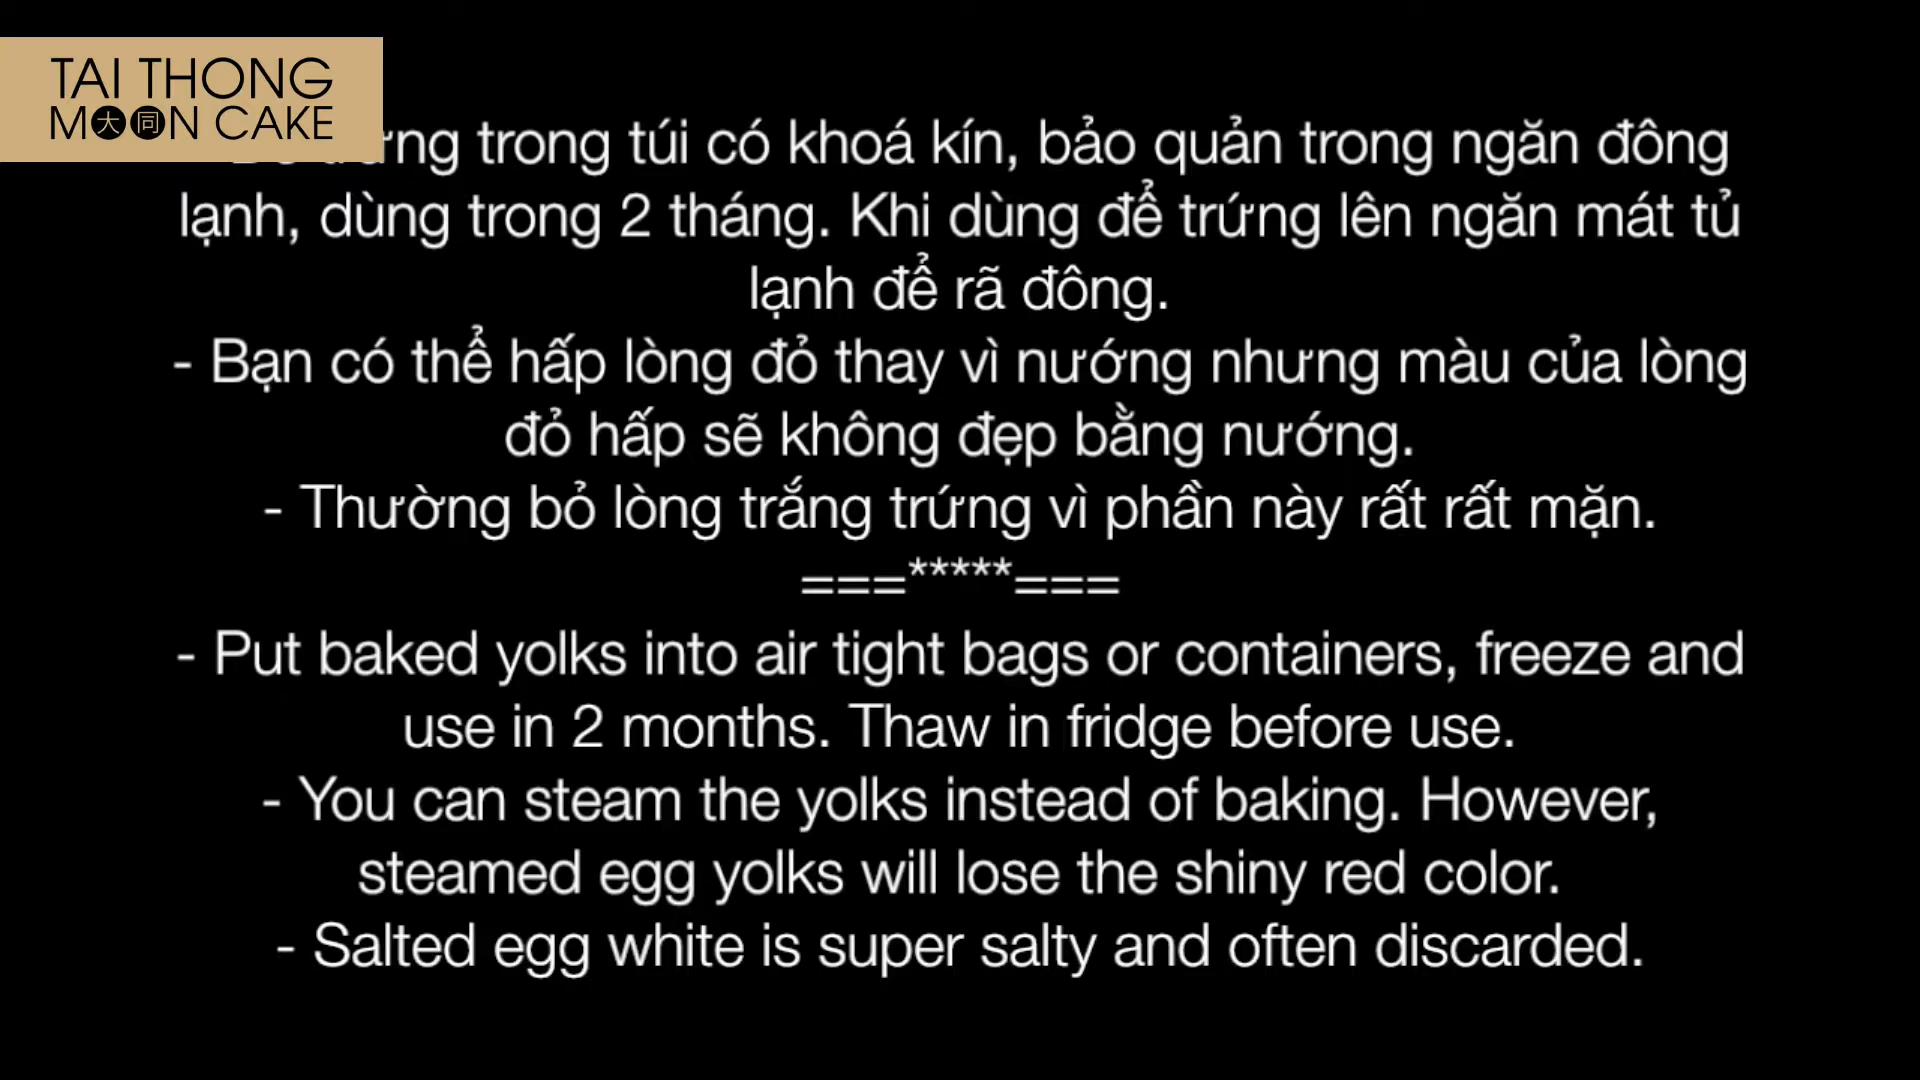 TAI THONG
M大同N CAKE
trong túi có khoá kín, bảo quản trong ngăn đông
lạnh, dùng trong 2 tháng. Khi dùng để trứng lên ngăn mát tủ
lạnh để rã đông.
- Bạn có thể hấp lòng đỏ thay vì nướng nhưng màu của lòng
đỏ hấp sẽ không đẹp bằng nướng.
- Thường bỏ lòng trắng trứng vì phần này rất rất mặn.
===*****===
- Put baked yolks into air tight bags or containers, freeze and
use in 2 months. Thaw in fridge before use.
- You can steam the yolks instead of baking. However,
steamed egg yolks will lose the shiny red color.
- Salted egg white is super salty and often discarded.